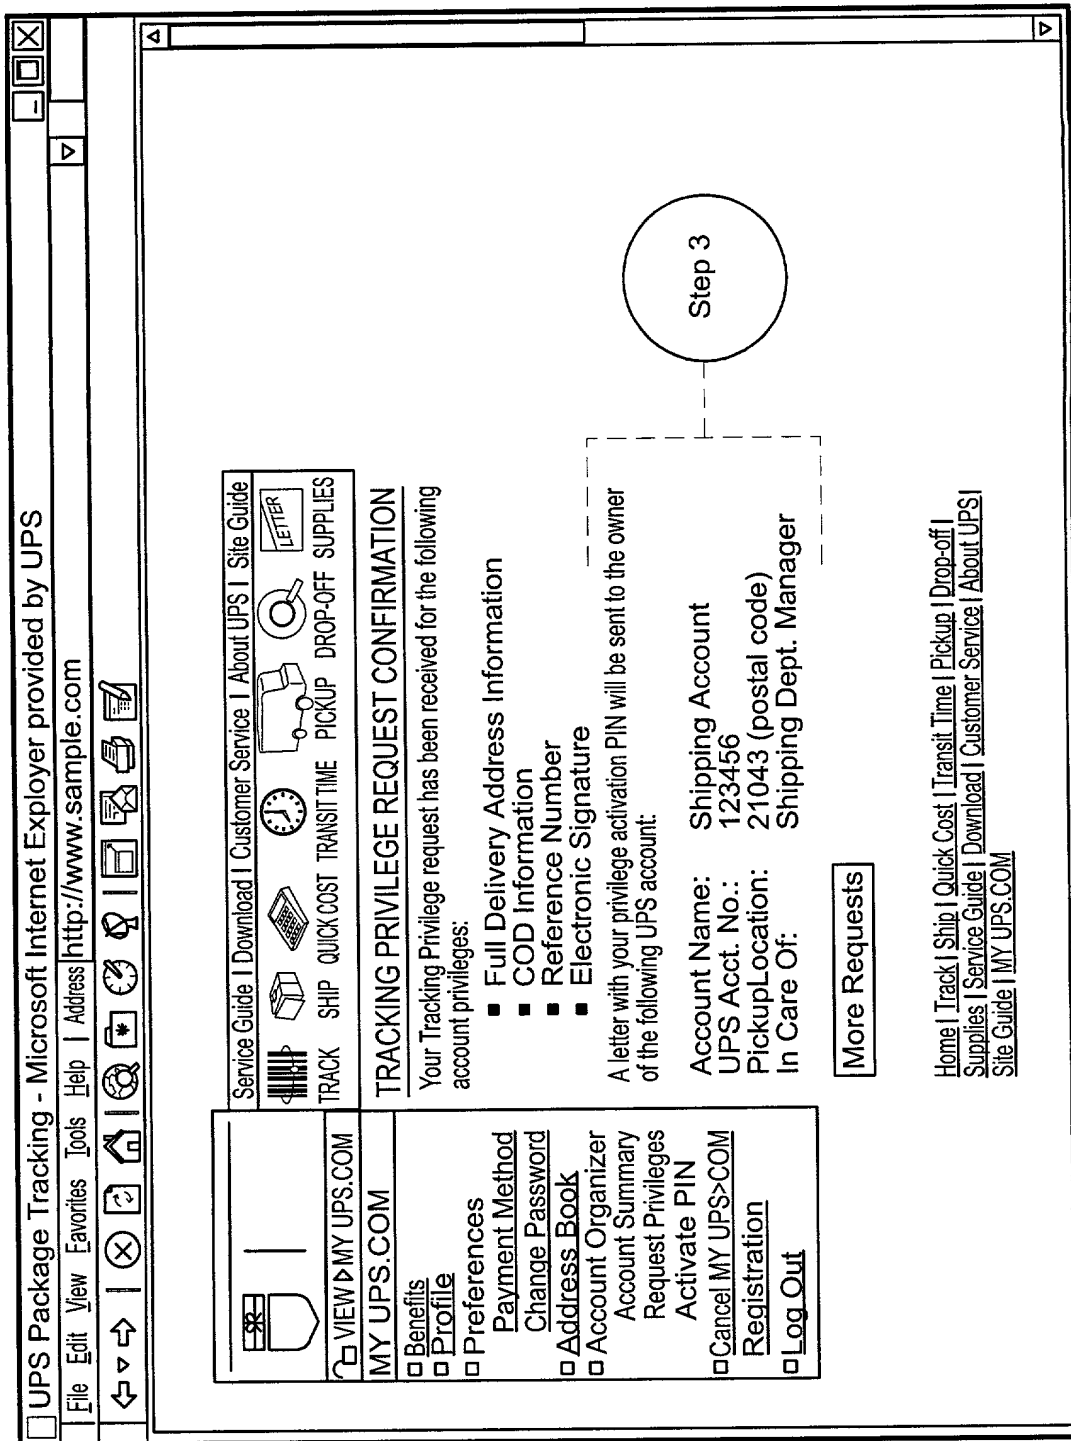 UPS Package Tracking - Microsoft Internet Exployer provided by UPS
File Edit View Favorites Tools Help | Address http://www.sample.com
Service Guide | Download | Customer Service | About UPS | Site Guide
LETTER
TRACK SHIP QUICK COST TRANSIT TIME PICKUP DROP-OFF SUPPLIES
VIEW MY UPS.COM
MY UPS.COM
Benefits
Profile
Preferences
Payment Method
Change Password
Address Book
Account Organizer
Account Summary
Request Privileges
Activate PIN
Cancel MY UPS>COM
Registration
Log Out
TRACKING PRIVILEGE REQUEST CONFIRMATION
Your Tracking Privilege request has been received for the following
account privileges:
Full Delivery Address Information
COD Information
Reference Number
Electronic Signature
A letter with your privilege activation PIN will be sent to the owner
of the following UPS account:
Account Name: Shipping Account
UPS Acct. No.: 123456
PickupLocation: 21043 (postal code)
In Care Of: Shipping Dept. Manager
Step 3
More Requests
Home | Track | Ship | Quick Cost | Transit Time | Pickup | Drop-off |
Supplies | Service Guide | Download | Customer Service | About UPS |
Site Guide | MY UPS.COM